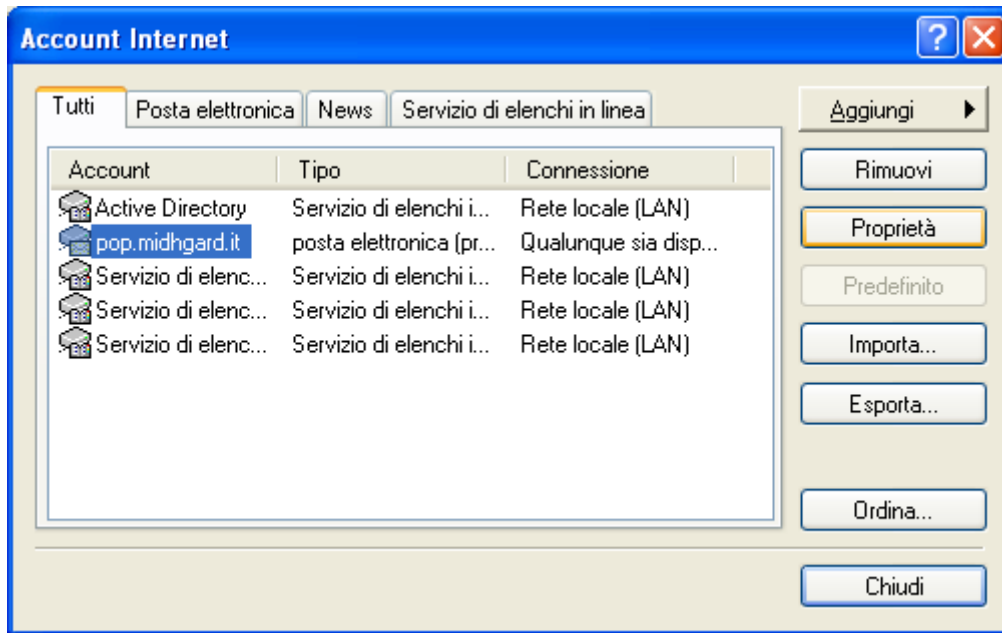 Account Internet
Tutti Posta elettronica News Servizio di elenchi in linea
Aggiungi
Account Tipo Connessione
Rimuovi
Active Directory Servizio di elenchi i... Rete locale (LAN)
pop.midhgard.it posta elettronica (pr... Qualunque sia disp...
Proprietà
Servizio di elenc... Servizio di elenchi i... Rete locale (LAN)
Predefinito
Servizio di elenc... Servizio di elenchi i... Rete locale (LAN)
Servizio di elenc... Servizio di elenchi i... Rete locale (LAN)
Importa...
Esporta...
Ordina...
Chiudi